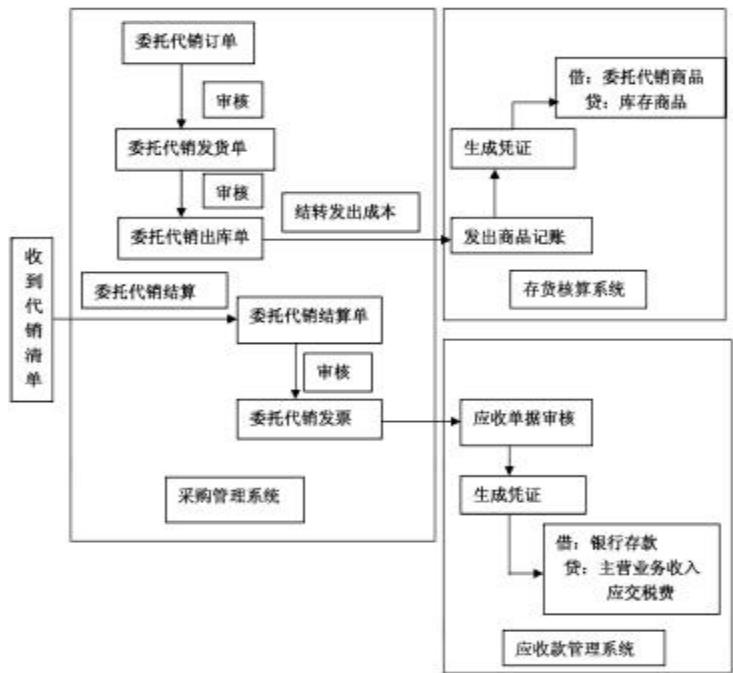 委托代销订单
审核
委托代销发货单
审核
委托代销出库单
结转发出成本
借：委托代销商品
贷：库存商品
生成凭证
发出商品记账
存货核算系统
收
到
代
销
清
单
委托代销结算
委托代销结算单
审核
委托代销发票
采购管理系统
应收单据审核
生成凭证
借：银行存款
贷：主营业务收入
应交税费
应收款管理系统